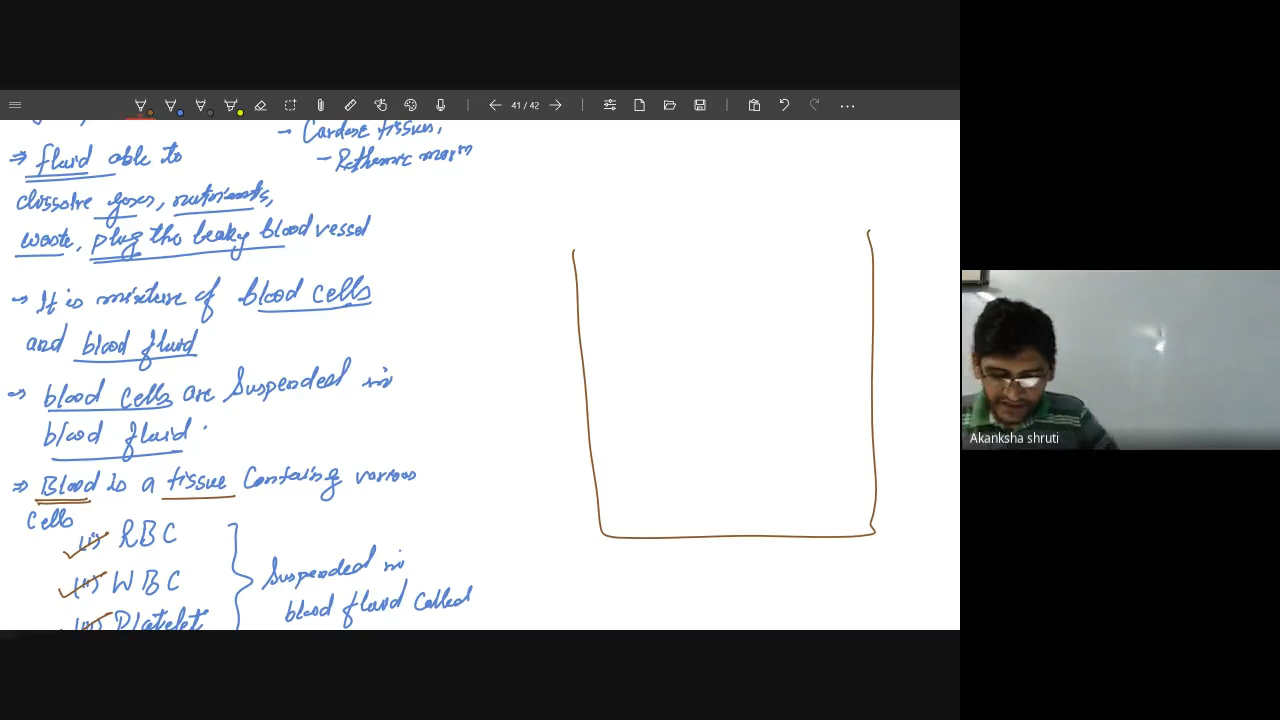 41 / 42
→ Cardiac tissues,
⇒ fluid able to
dissolve gases, nutrients,
waste, plug the leaky blood vessel
→ It is mixture of blood cells
and blood fluid
→ blood cells are Suspended in
blood fluid.
⇒ Blood is a tissue Containing various
Cells
(i) RBC
(ii) WBC
(iii) Platelet
Suspended in
blood fluid Called
Akanksha shruti